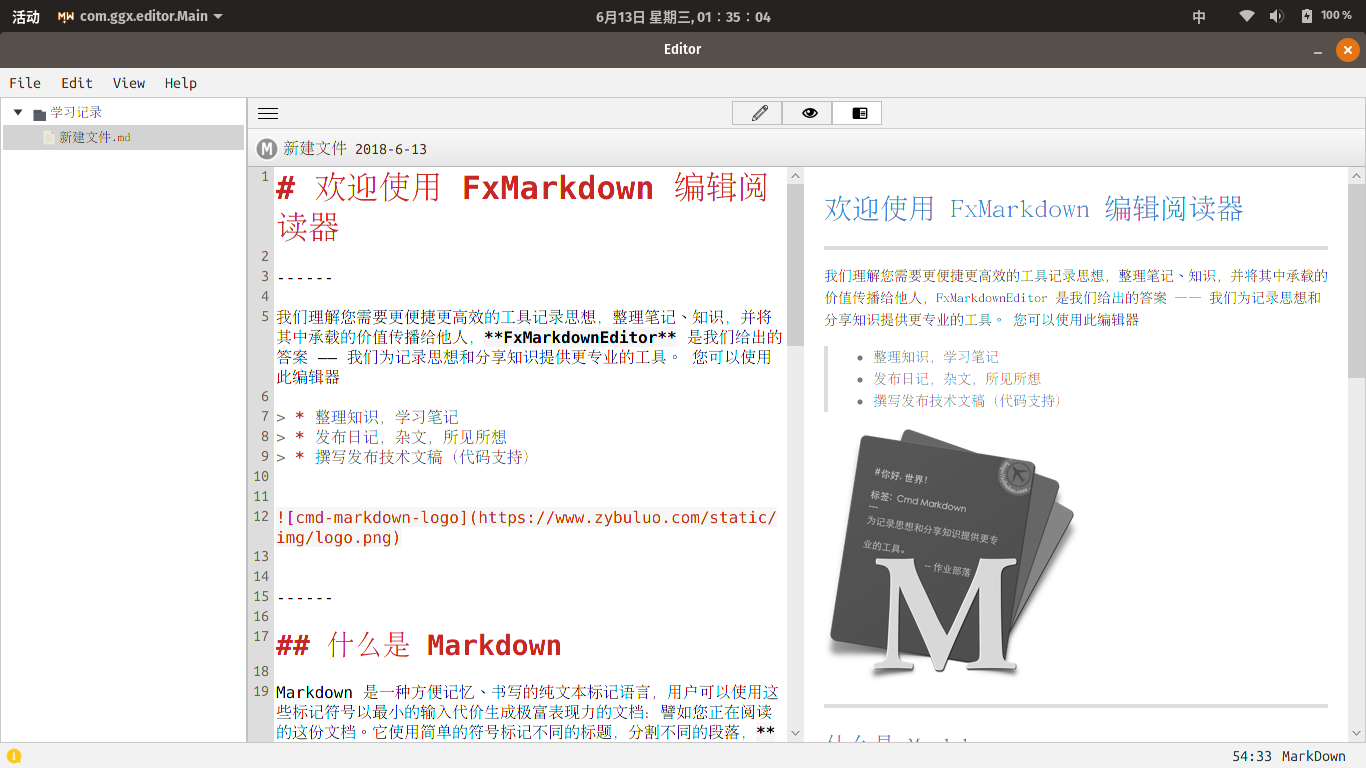 活动 MW com.ggx.editor.Main 6月13日 星期三, 01：35：04 中 100 %
Editor
File Edit View Help
学习记录
新建文件.md
M 新建文件 2018-6-13
1 # 欢迎使用 FxMarkdown 编辑阅
读器
2
3 ------
4
5 我们理解您需要更便捷更高效的工具记录思想，整理笔记、知识，并将
其中承载的价值传播给他人，**FxMarkdownEditor** 是我们给出的
答案 —— 我们为记录思想和分享知识提供更专业的工具。 您可以使用
此编辑器
6
7 > * 整理知识，学习笔记
8 > * 发布日记，杂文，所见所想
9 > * 撰写发布技术文稿（代码支持）
10
11
12 ![cmd-markdown-logo](https://www.zybuluo.com/static/
img/logo.png)
13
14
15 ------
16
17 ## 什么是 Markdown
18
19 Markdown 是一种方便记忆、书写的纯文本标记语言，用户可以使用这
些标记符号以最小的输入代价生成极富表现力的文档：譬如您正在阅读
的这份文档。它使用简单的符号标记不同的标题，分割不同的段落，**
欢迎使用 FxMarkdown 编辑阅读器
我们理解您需要更便捷更高效的工具记录思想，整理笔记、知识，并将其中承载的
价值传播给他人，FxMarkdownEditor 是我们给出的答案 —— 我们为记录思想和
分享知识提供更专业的工具。 您可以使用此编辑器
整理知识，学习笔记
发布日记，杂文，所见所想
撰写发布技术文稿（代码支持）
#你好, 世界!
标签：Cmd Markdown
—
为记录思想和分享知识提供更专
业的工具。
-- 作业部落
M
什么是 Markdown
54:33 MarkDown